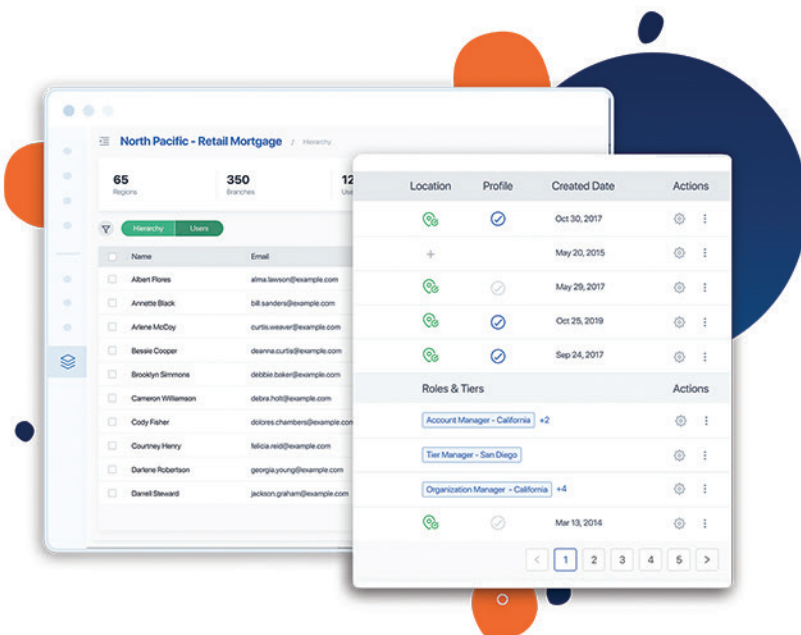 North Pacific - Retail Mortgage / Hierarchy
65 350 12
Regions Branches Use
Hierarchy Users
Name Email
Albert Flores alma.lawson@example.com
Annette Black bill.sanders@example.com
Arlene McCoy curtis.weaver@example.com
Bessie Cooper deanna.curtis@example.com
Brooklyn Simmons debbie.baker@example.com
Cameron Williamson debra.holt@example.com
Cody Fisher dolores.chambers@example.com
Courtney Henry felicia.reid@example.com
Darlene Robertson georgia.young@example.com
Darrell Steward jackson.graham@example.com
Location Profile Created Date Actions
Oct 30, 2017
May 20, 2015
May 29, 2017
Oct 25, 2019
Sep 24, 2017
Roles & Tiers Actions
Account Manager - California +2
Tier Manager - San Diego
Organization Manager - California +4
Mar 13, 2014
< 1 2 3 4 5 >